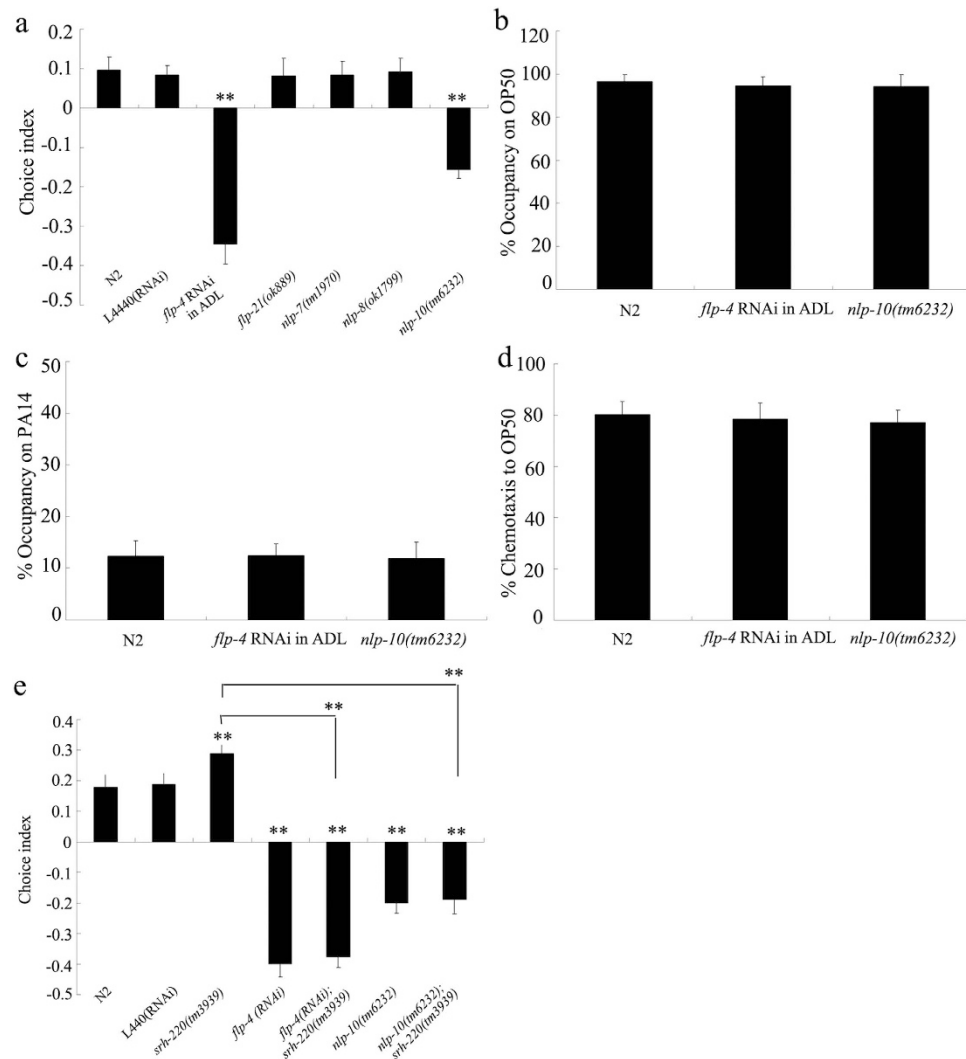 a
0.2
0.1
0
-0.1
-0.2
-0.3
-0.4
-0.5
Choice index
**
**
N2
L4440(RNAi)
flp-4 RNAi
in ADL
flp-21(ok889)
nlp-7(tm1970)
nlp-8(ok1799)
nlp-10(tm6232)
b
120
100
80
60
40
20
0
% Occupancy on OP50
N2
flp-4 RNAi in ADL
nlp-10(tm6232)
c
50
40
30
20
10
0
% Occupancy on PA14
N2
flp-4 RNAi in ADL
nlp-10(tm6232)
d
100
80
60
40
20
0
% Chemotaxis to OP50
N2
flp-4 RNAi in ADL
nlp-10(tm6232)
e
0.4
0.3
0.2
0.1
0
-0.1
-0.2
-0.3
-0.4
-0.5
Choice index
**
**
**
**
**
**
**
N2
L440(RNAi)
srh-220(tm3939)
flp-4 (RNAi)
flp-4(RNAi);
srh-220(tm3939)
nlp-10(tm6232)
nlp-10(tm6232);
srh-220(tm3939)